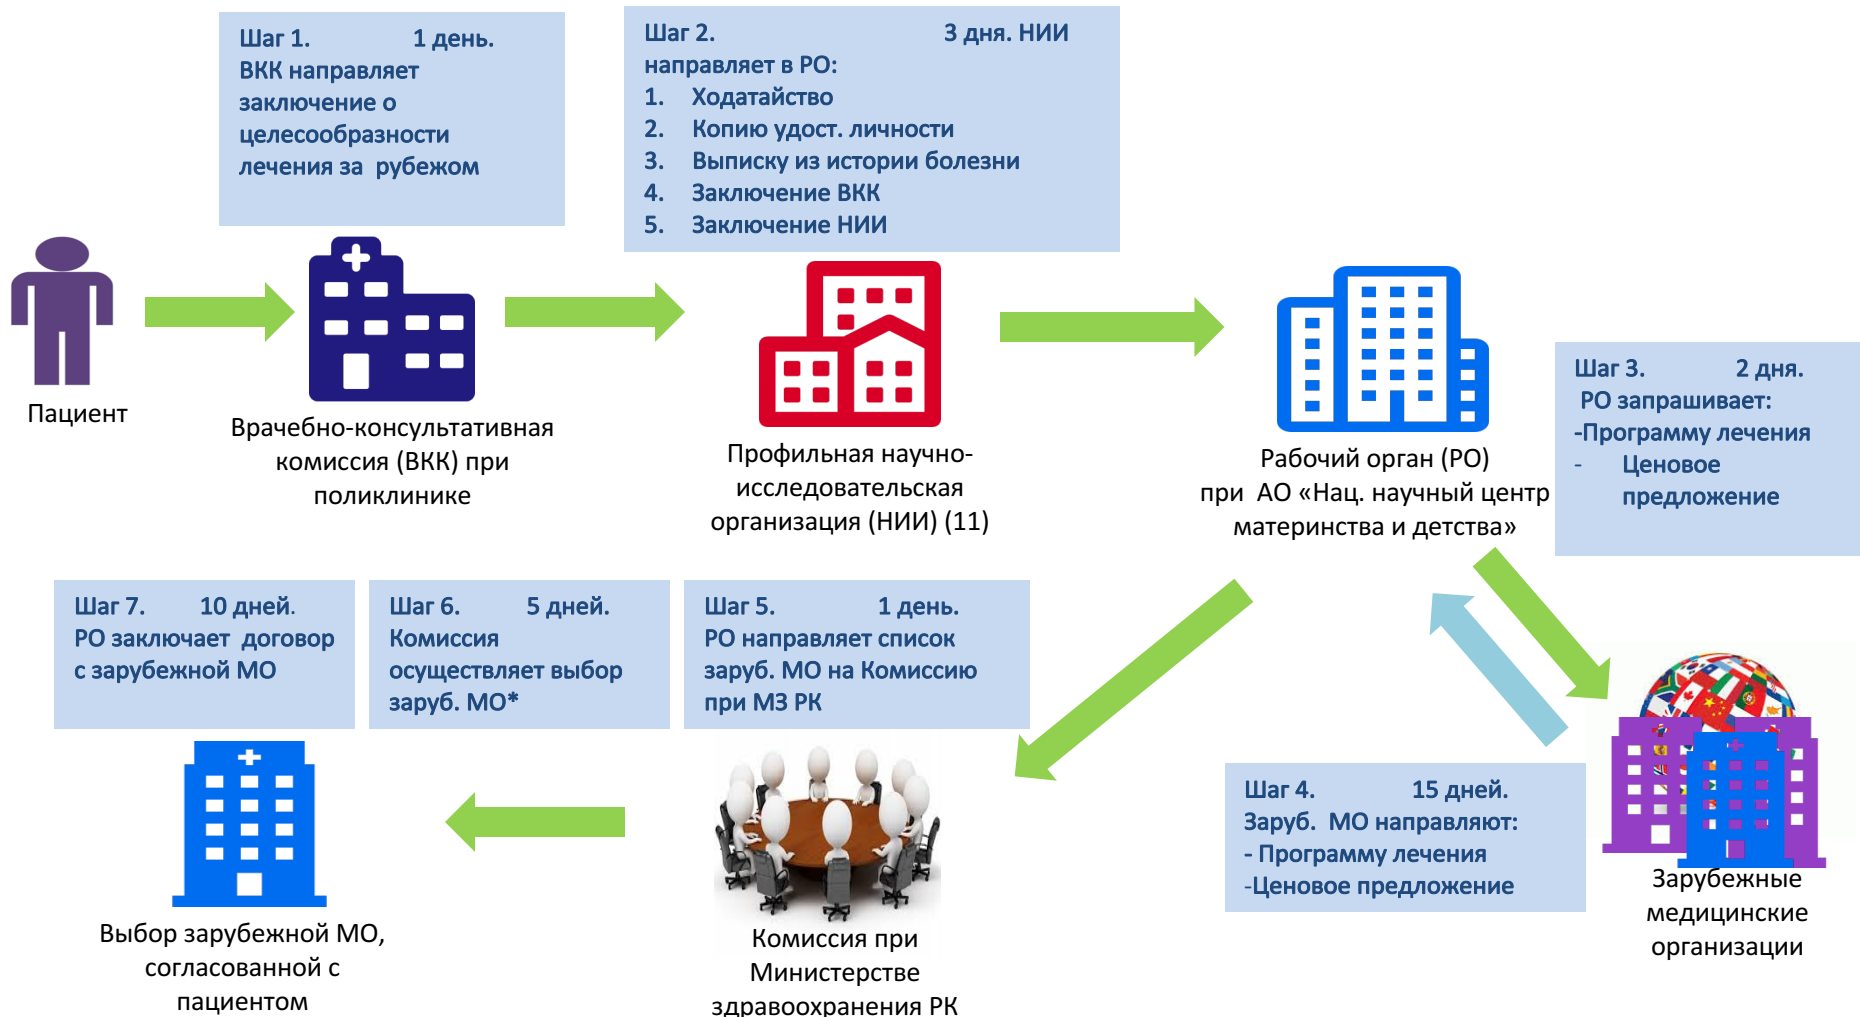 Шаг 1. 1 день.
ВКК направляет
заключение о
целесообразности
лечения за рубежом
Шаг 2. 3 дня. НИИ
направляет в РО:
1. Ходатайство
2. Копию удост. личности
3. Выписку из истории болезни
4. Заключение ВКК
5. Заключение НИИ
Пациент
Врачебно-консультативная
комиссия (ВКК) при
поликлинике
Профильная научно-
исследовательская
организация (НИИ) (11)
Рабочий орган (РО)
при АО «Нац. научный центр
материнства и детства»
Шаг 3. 2 дня.
РО запрашивает:
-Программу лечения
- Ценовое
предложение
Шаг 7. 10 дней.
РО заключает договор
с зарубежной МО
Шаг 6. 5 дней.
Комиссия
осуществляет выбор
заруб. МО*
Шаг 5. 1 день.
РО направляет список
заруб. МО на Комиссию
при МЗ РК
Шаг 4. 15 дней.
Заруб. МО направляют:
- Программу лечения
-Ценовое предложение
Выбор зарубежной МО,
согласованной с
пациентом
Комиссия при
Министерстве
здравоохранения РК
Зарубежные
медицинские
организации